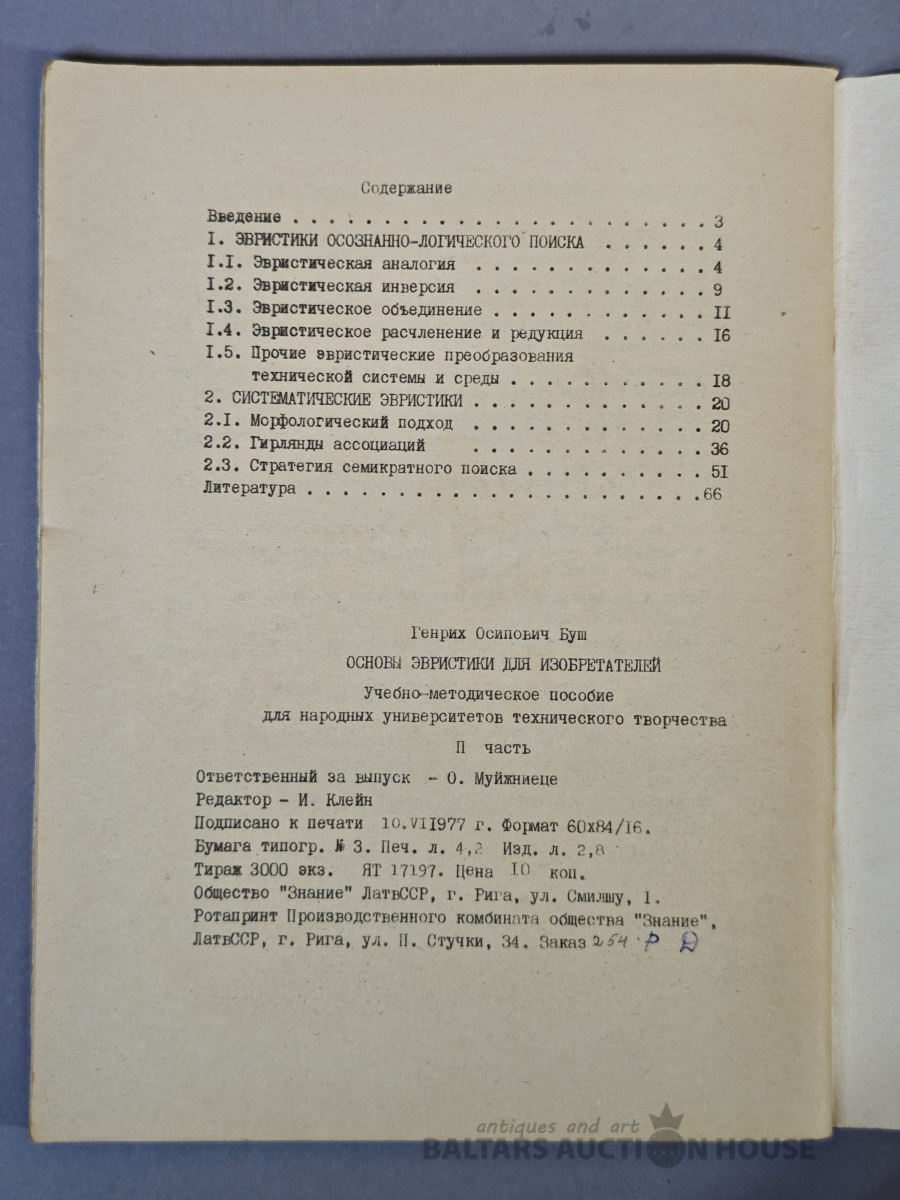 Содержание
Введение . . . . . . . . . . . . . . . . . . . . . . . 3
I. ЭВРИСТИКИ ОСОЗНАННО-ЛОГИЧЕСКОГО ПОИСКА . . . . . . 4
I.I. Эвристическая аналогия . . . . . . . . . . . . . 4
I.2. Эвристическая инверсия . . . . . . . . . . . . . 9
I.3. Эвристическое объединение . . . . . . . . . . . . II
I.4. Эвристическое расчленение и редукция . . . . . . I6
I.5. Прочие эвристические преобразования
технической системы и среды . . . . . . . . . . . I8
2. СИСТЕМАТИЧЕСКИЕ ЭВРИСТИКИ . . . . . . . . . . . . . 20
2.I. Морфологический подход . . . . . . . . . . . . . 20
2.2. Гирлянды ассоциаций . . . . . . . . . . . . . 36
2.3. Стратегия семикратного поиска . . . . . . . . . . 5I
Литература . . . . . . . . . . . . . . . . . . . . . . 66
Генрих Осипович Буш
ОСНОВЫ ЭВРИСТИКИ ДЛЯ ИЗОБРЕТАТЕЛЕЙ
Учебно-методическое пособие
для народных университетов технического творчества
П часть
Ответственный за выпуск - О. Муйжниеце
Редактор - И. Клейн
Подписано к печати 10.VI1977 г. Формат 60х84/16.
Бумага типогр. № 3. Печ. л. 4,2 Изд. л. 2,8
Тираж 3000 экз. ЯТ 17197. Цена 10 коп.
Общество "Знание" ЛатвССР, г. Рига, ул. Смилшу, 1.
Ротапринт Производственного комбината общества "Знание",
ЛатвССР, г. Рига, ул. П. Стучки, 34. Заказ 254 Р Д
antiques and art
BALTARS AUCTION HOUSE